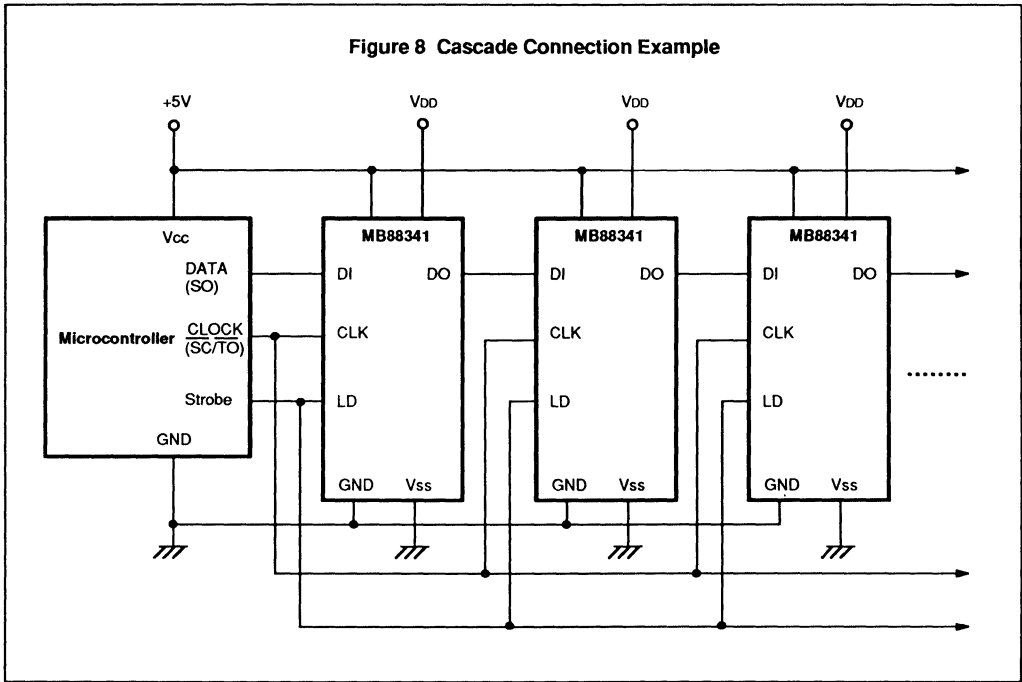 Figure 8 Cascade Connection Example
+5V VDD VDD VDD
Vcc
MB88341 MB88341 MB88341
DATA
(SO)
DI DO DI DO DI DO
Microcontroller
CLOCK
(SC/TO)
CLK CLK CLK
Strobe
LD LD LD
GND
GND Vss GND Vss GND Vss